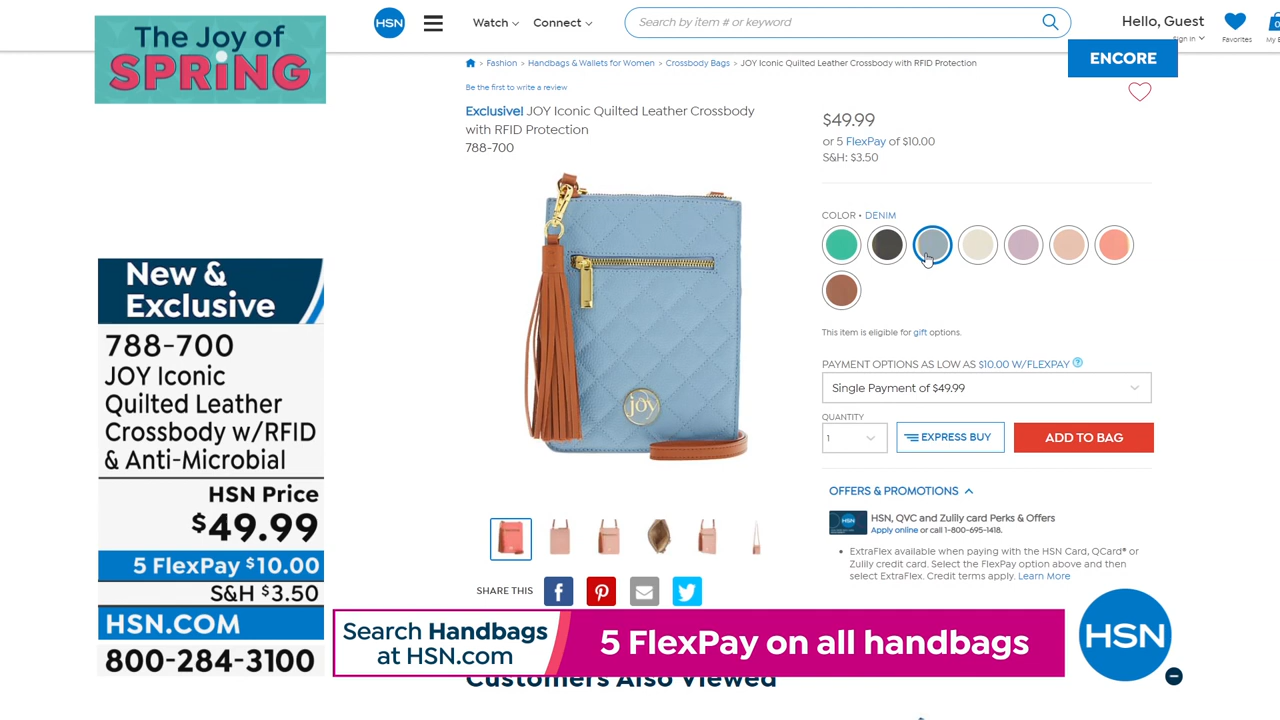 The Joy of
SPRiNG
HSN
Watch
Connect
Search by item # or keyword
Hello, Guest
Sign In
Favorites
0
ENCORE
> Fashion > Handbags & Wallets for Women > Crossbody Bags > JOY Iconic Quilted Leather Crossbody with RFID Protection
Be the first to write a review
Exclusive! JOY Iconic Quilted Leather Crossbody
with RFID Protection
788-700
$49.99
or 5 FlexPay of $10.00
S&H: $3.50
COLOR • DENIM
joy
This item is eligible for gift options.
PAYMENT OPTIONS AS LOW AS $10.00 W/FLEXPAY ?
Single Payment of $49.99
QUANTITY
1
EXPRESS BUY
ADD TO BAG
OFFERS & PROMOTIONS
HSN
HSN, QVC and Zulily card Perks & Offers
Apply online or call 1-800-695-1418.
• ExtraFlex available when paying with the HSN Card, QCard® or
Zulily credit card. Select the FlexPay option above and then
select ExtraFlex. Credit terms apply. Learn More
SHARE THIS
New &
Exclusive
788-700
JOY Iconic
Quilted Leather
Crossbody w/RFID
& Anti-Microbial
HSN Price
$49.99
5 FlexPay $10.00
S&H $3.50
HSN.COM
800-284-3100
Search Handbags
at HSN.com
5 FlexPay on all handbags
HSN
Customers Also Viewed